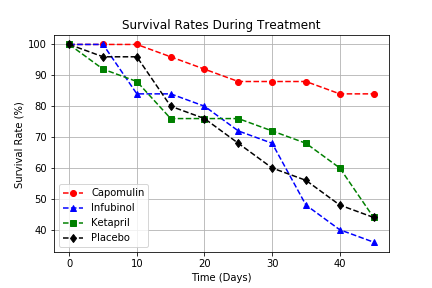 Survival Rates During Treatment
100
90
80
70
60
50
40
Survival Rate (%)
Capomulin
Infubinol
Ketapril
Placebo
0
10
20
30
40
Time (Days)